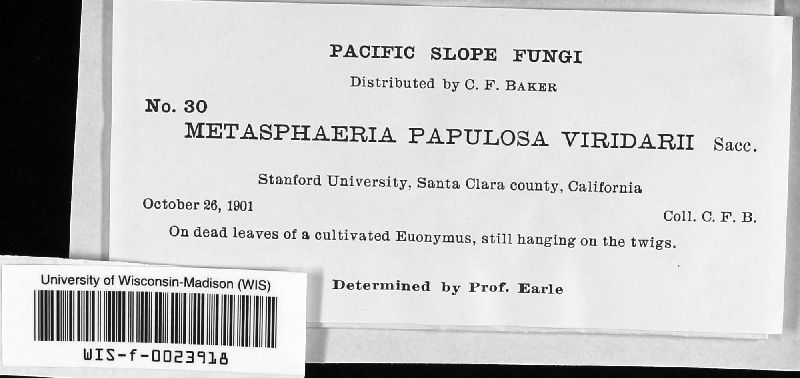 PACIFIC SLOPE FUNGI
Distributed by C. F. BAKER
No. 30
METASPHAERIA PAPULOSA VIRIDARII Sacc.
Stanford University, Santa Clara county, California
October 26, 1901
Coll. C. F. B.
On dead leaves of a cultivated Euonymus, still hanging on the twigs.
Determined by Prof. Earle
University of Wisconsin-Madison (WIS)
WIS-f-0023918